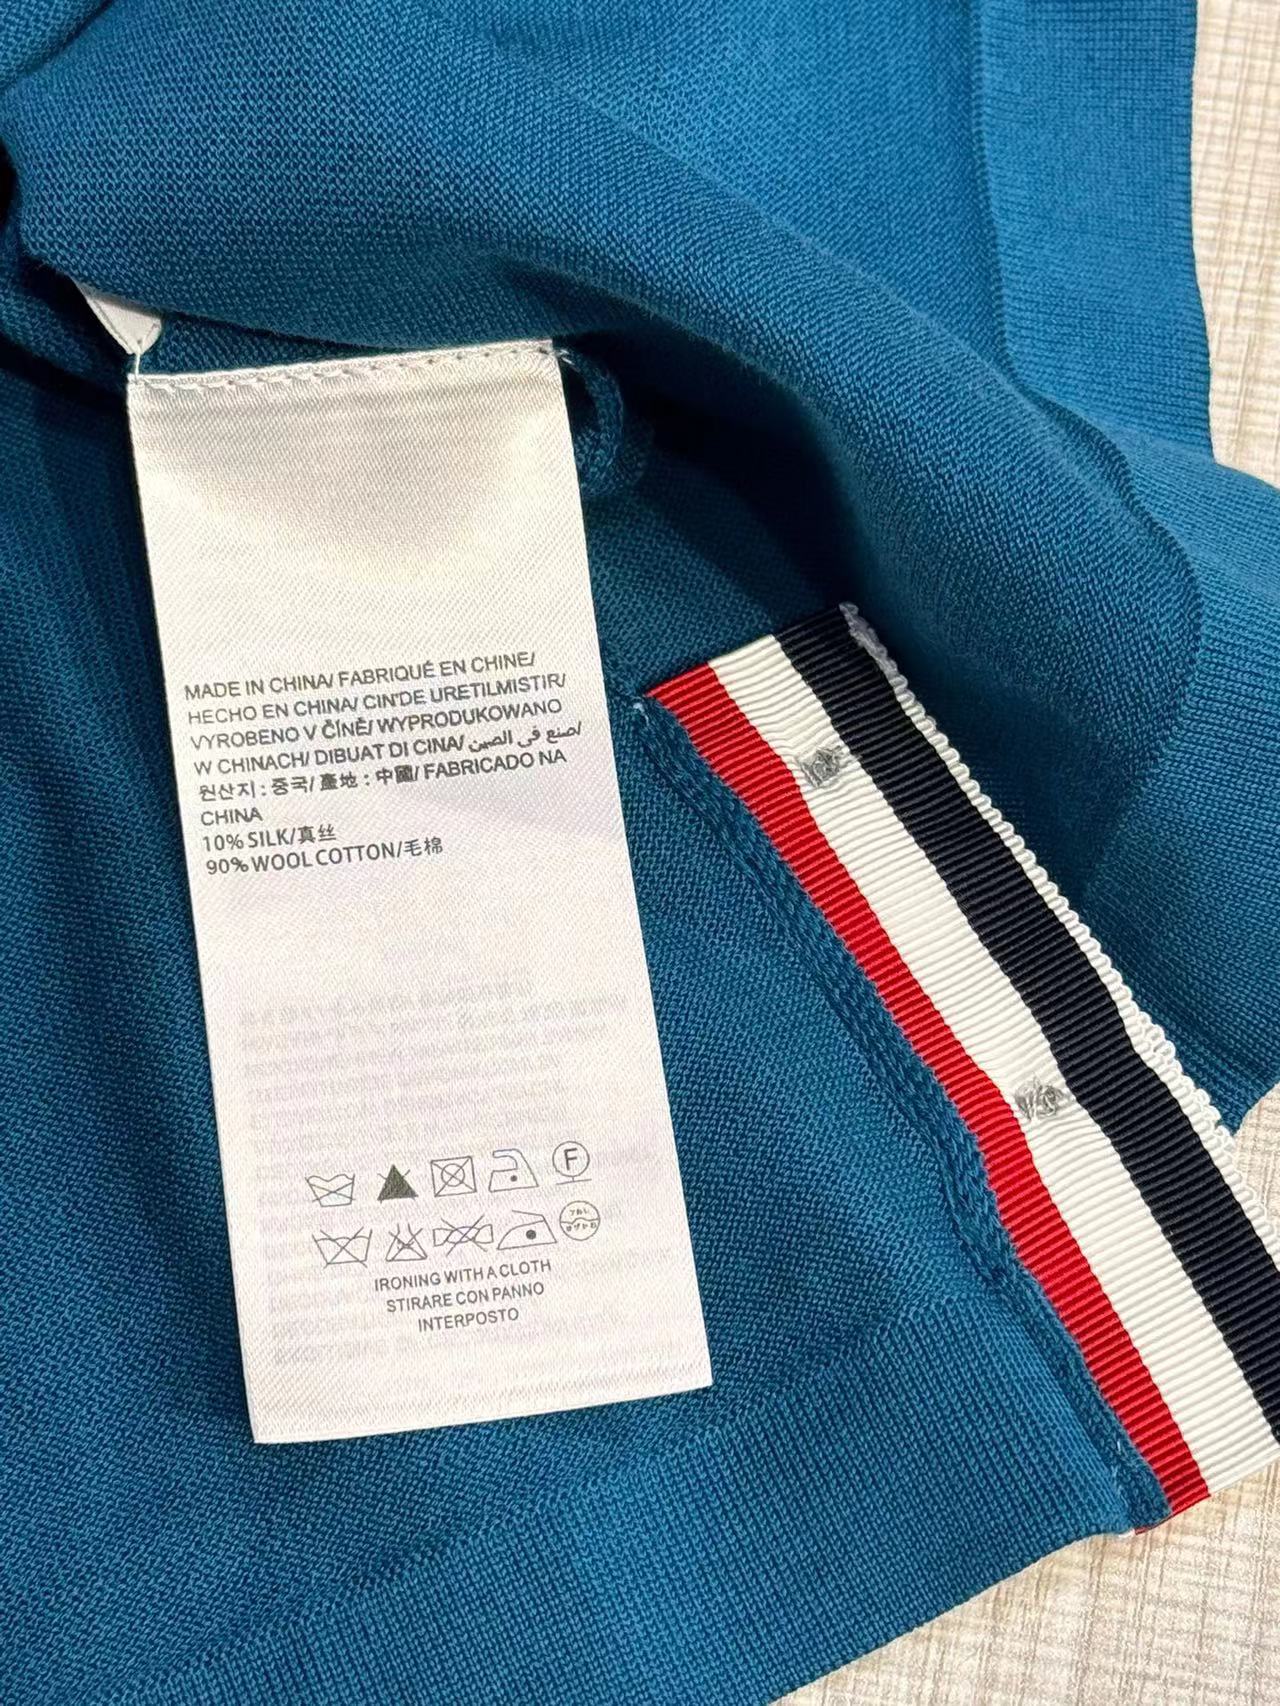 MADE IN CHINA/ FABRIQUÉ EN CHINE/
HECHO EN CHINA/ CIN'DE URETILMISTIR/
VYROBENO V ČÍNĚ/ WYPRODUKOWANO
W CHINACH/ DIBUAT DI CINA/ صنع في الصين/
원산지 : 중국/ 產地 : 中國/ FABRICADO NA
CHINA
10% SILK/真丝
90% WOOL COTTON/毛棉
F
IRONING WITH A CLOTH
STIRARE CON PANNO
INTERPOSTO